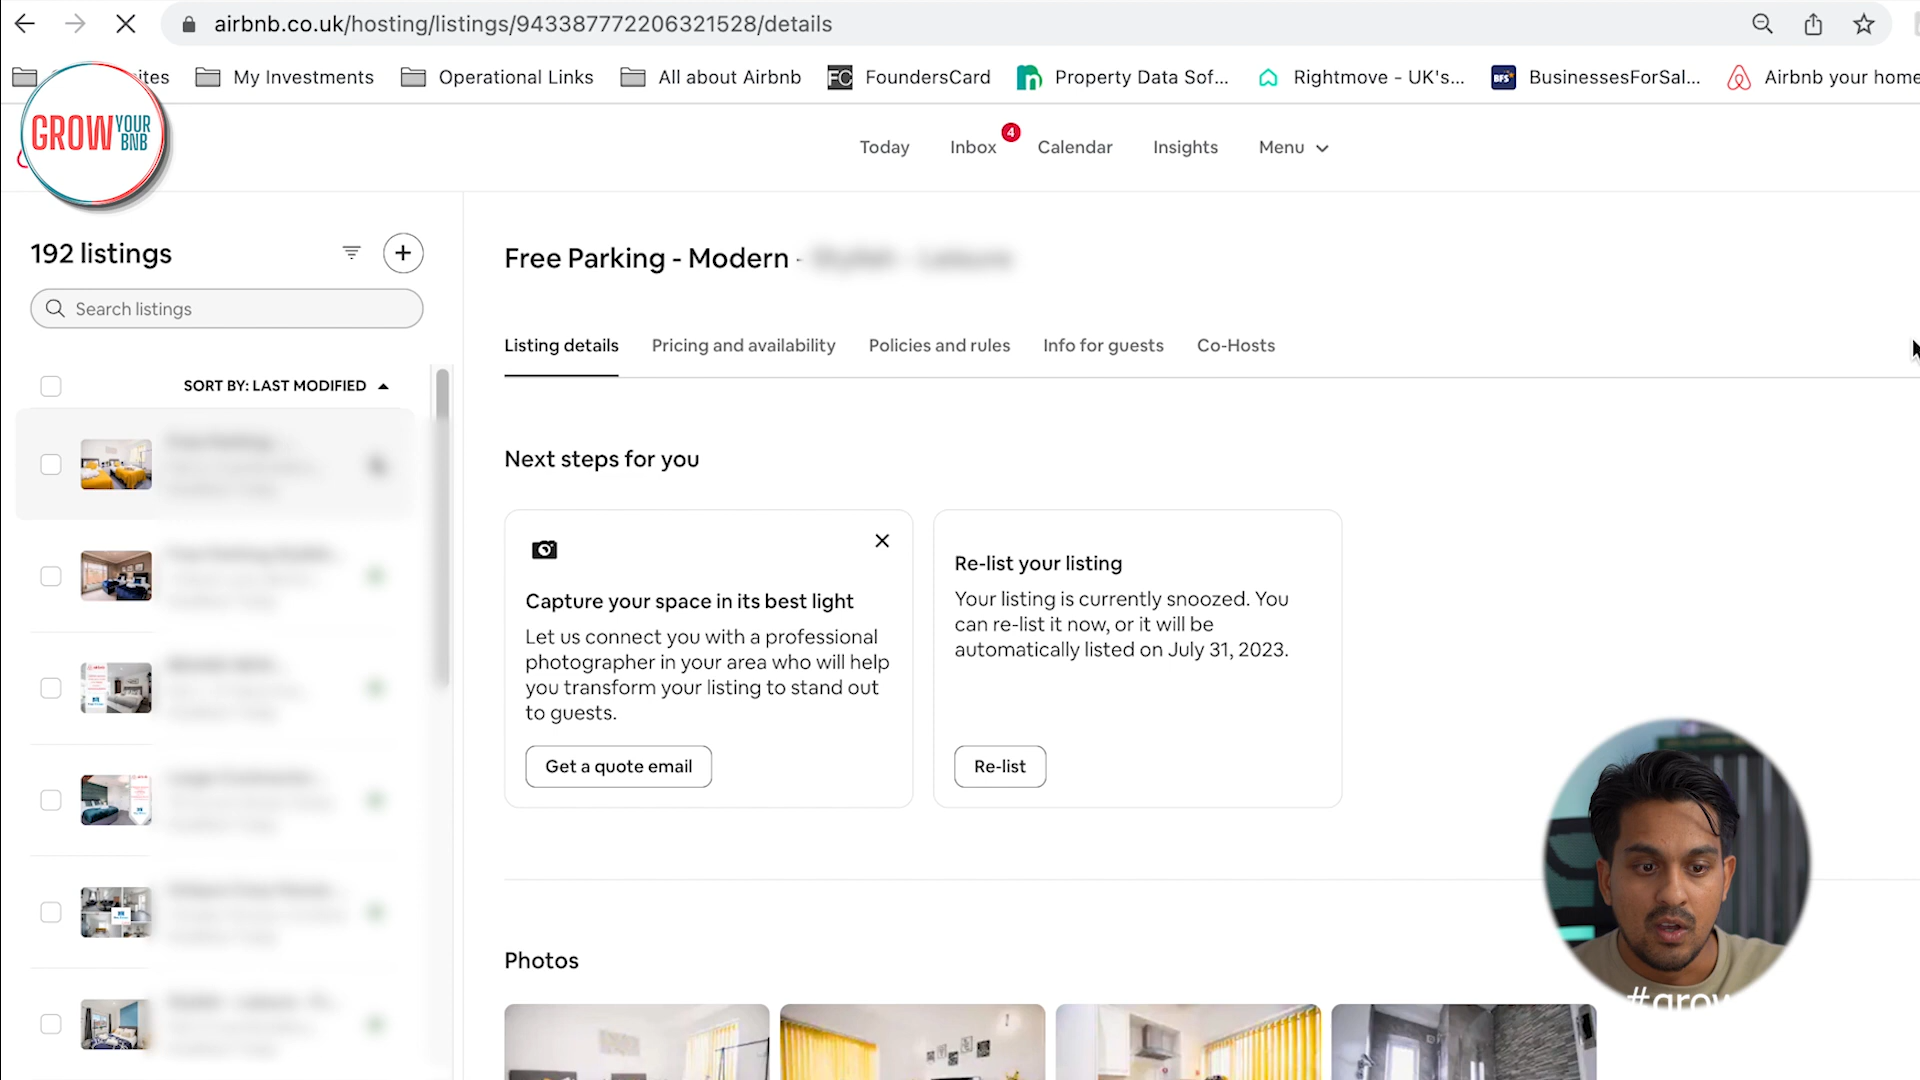 airbnb.co.uk/hosting/listings/943387772206321528/details
My Investments
Operational Links
All about Airbnb
FC FoundersCard
Property Data Sof...
Rightmove - UK's...
BFS BusinessesForSal...
Airbnb your home
GROW YOUR BNB
Today
Inbox 4
Calendar
Insights
Menu
192 listings
Search listings
SORT BY: LAST MODIFIED
Free Parking - Modern -
Listing details
Pricing and availability
Policies and rules
Info for guests
Co-Hosts
Next steps for you
Capture your space in its best light
Let us connect you with a professional
photographer in your area who will help
you transform your listing to stand out
to guests.
Get a quote email
Re-list your listing
Your listing is currently snoozed. You
can re-list it now, or it will be
automatically listed on July 31, 2023.
Re-list
Photos